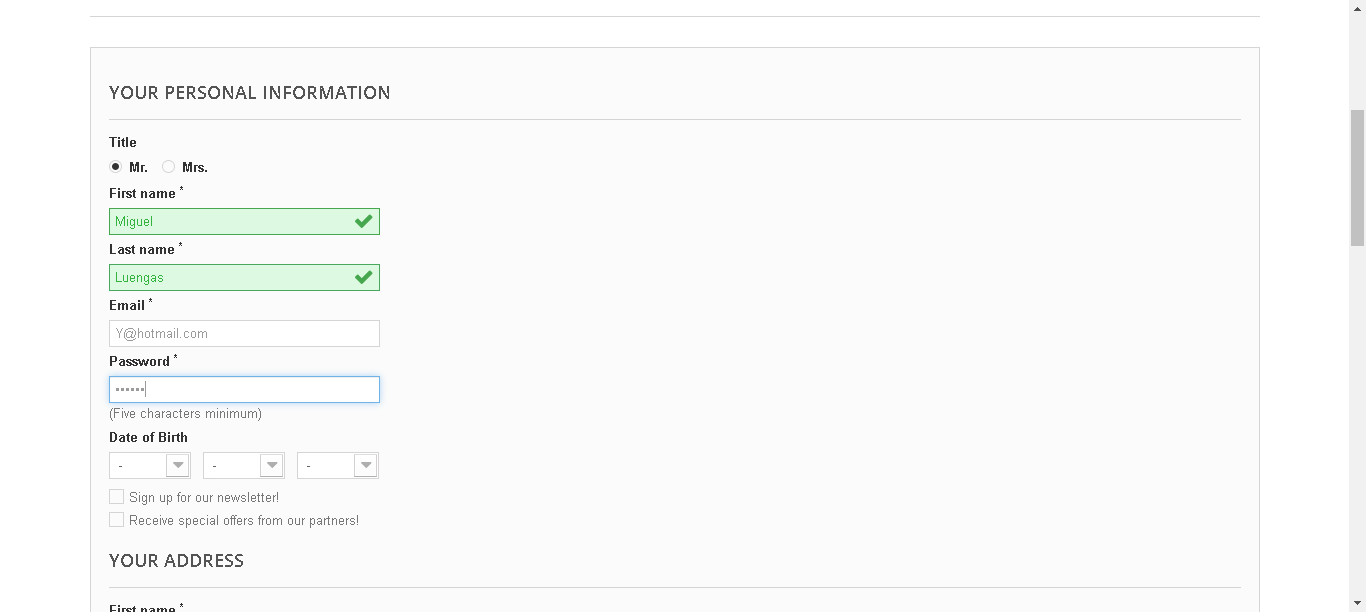 YOUR PERSONAL INFORMATION
Title
Mr. Mrs.
First name *
Miguel
Last name *
Luengas
Email *
Y@hotmail.com
Password *
••••••
(Five characters minimum)
Date of Birth
- - -
Sign up for our newsletter!
Receive special offers from our partners!
YOUR ADDRESS
First name *